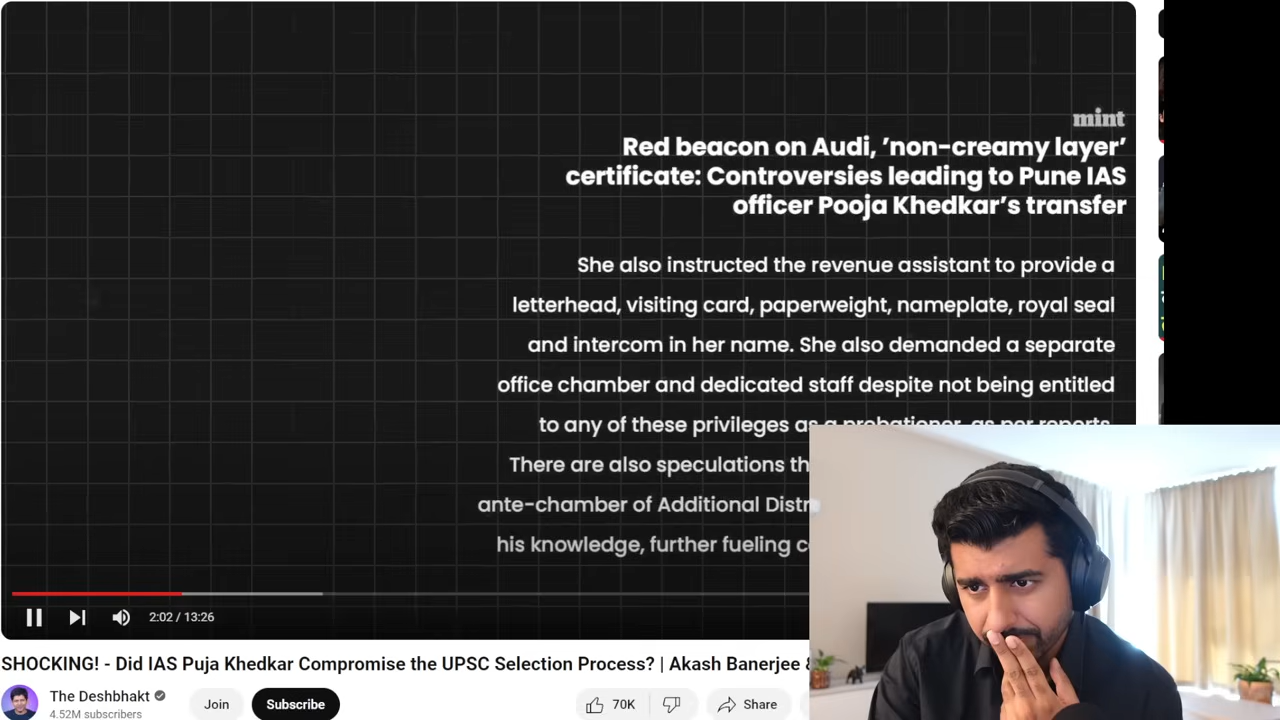 mint
Red beacon on Audi, ’non-creamy layer’
certificate: Controversies leading to Pune IAS
officer Pooja Khedkar’s transfer
She also instructed the revenue assistant to provide a
letterhead, visiting card, paperweight, nameplate, royal seal
and intercom in her name. She also demanded a separate
office chamber and dedicated staff despite not being entitled
to any of these privileges as a probationer, as per reports.
There are also speculations
ante-chamber of Additional
his knowledge, further fueling
2:02 / 13:26
SHOCKING! - Did IAS Puja Khedkar Compromise the UPSC Selection Process? | Akash Banerjee
The Deshbhakt
4.52M subscribers
Join
Subscribe
70K
Share